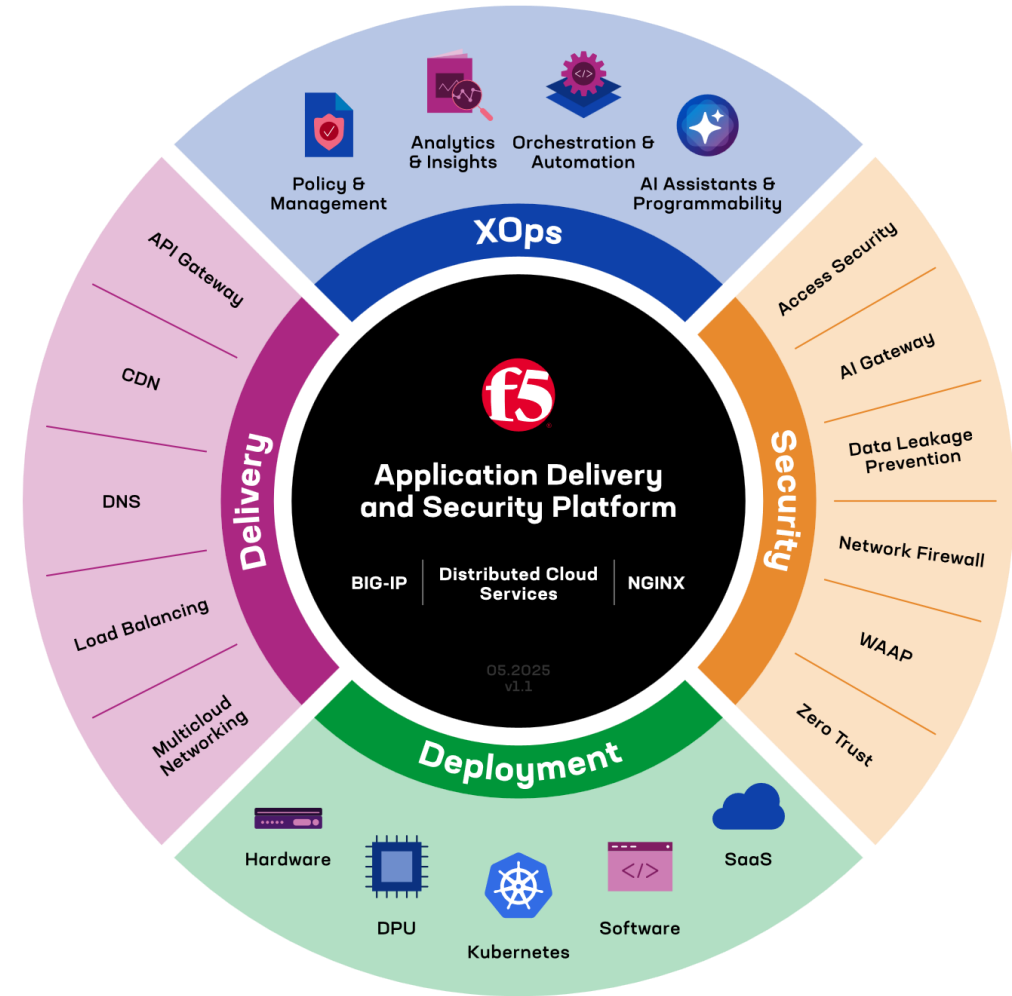 Policy &
Management
Analytics
& Insights
Orchestration &
Automation
AI Assistants &
Programmability
XOps
API Gateway
CDN
DNS
Load Balancing
Multicloud
Networking
Delivery
f5
Application Delivery
and Security Platform
BIG-IP
Distributed Cloud
Services
NGINX
05.2025
v1.1
Security
Access Security
AI Gateway
Data Leakage
Prevention
Network Firewall
WAAP
Zero Trust
Deployment
Hardware
DPU
Kubernetes
</>
Software
SaaS